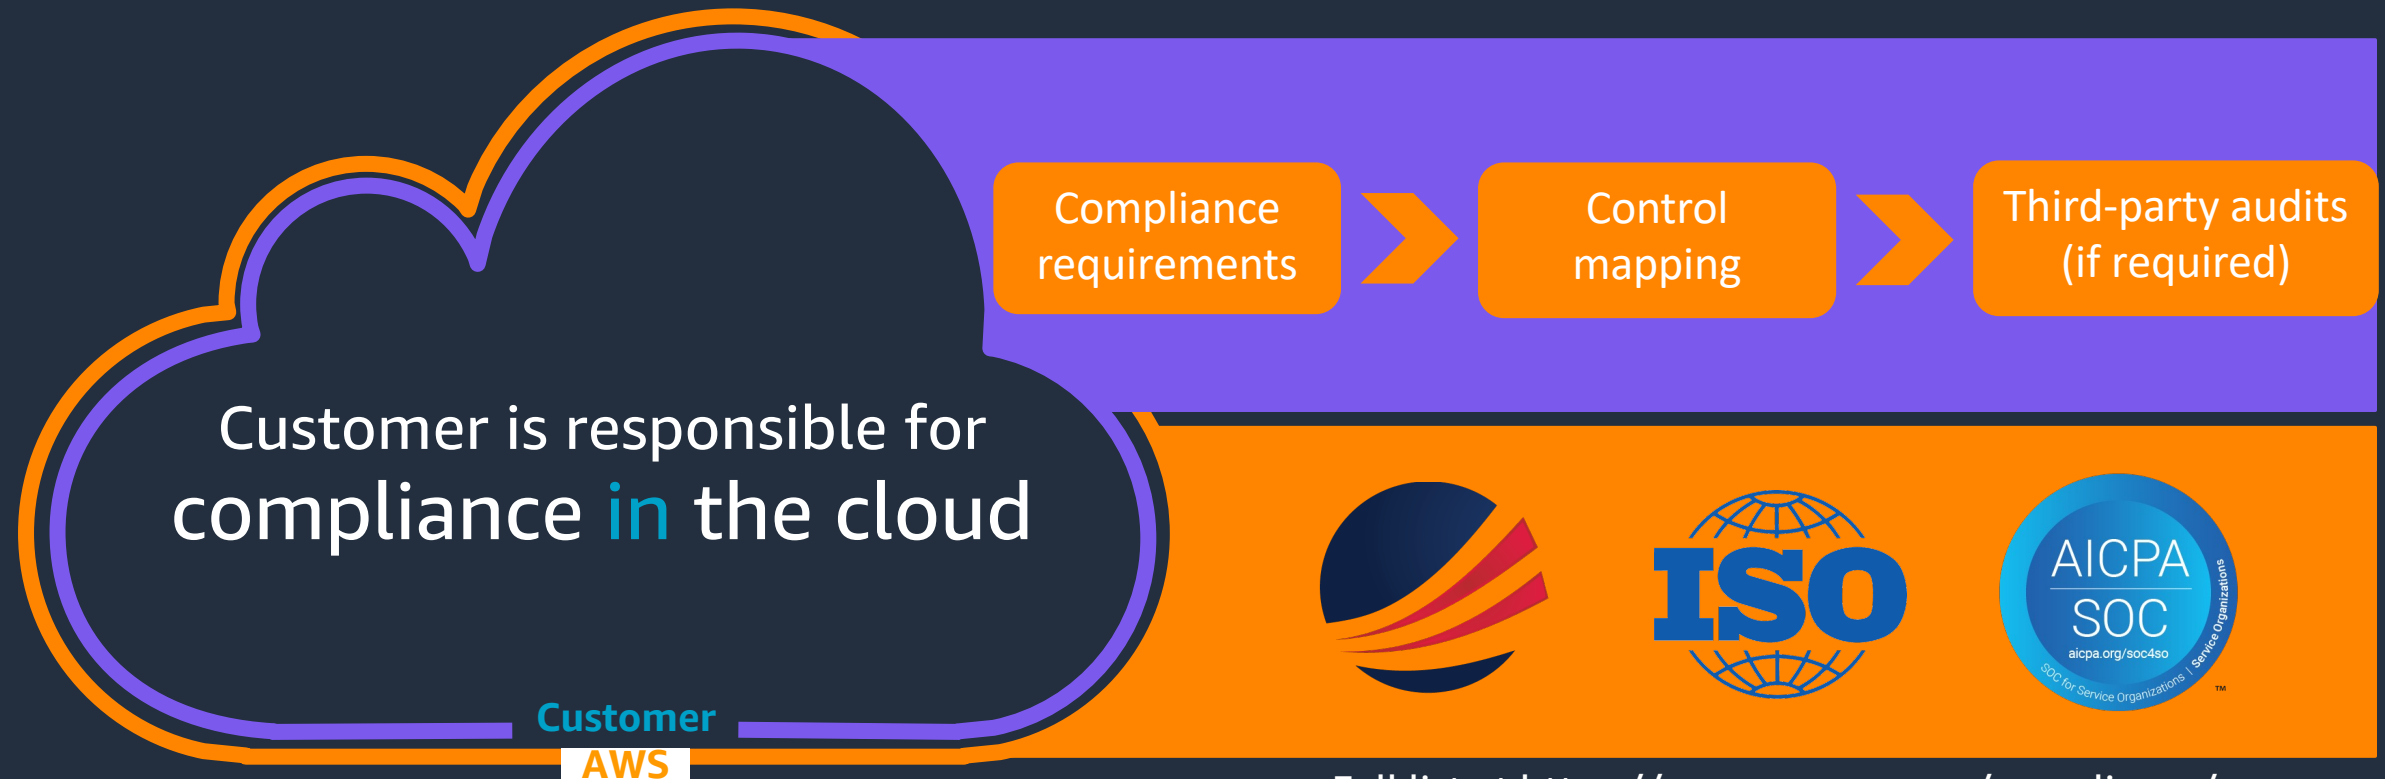 Compliance
requirements
Control
mapping
Third-party audits
(if required)
Customer is responsible for
compliance in the cloud
ISO
AICPA
SOC
aicpa.org/soc4so
SOC for Service Organizations | Service Organizations
TM
Customer
AWS